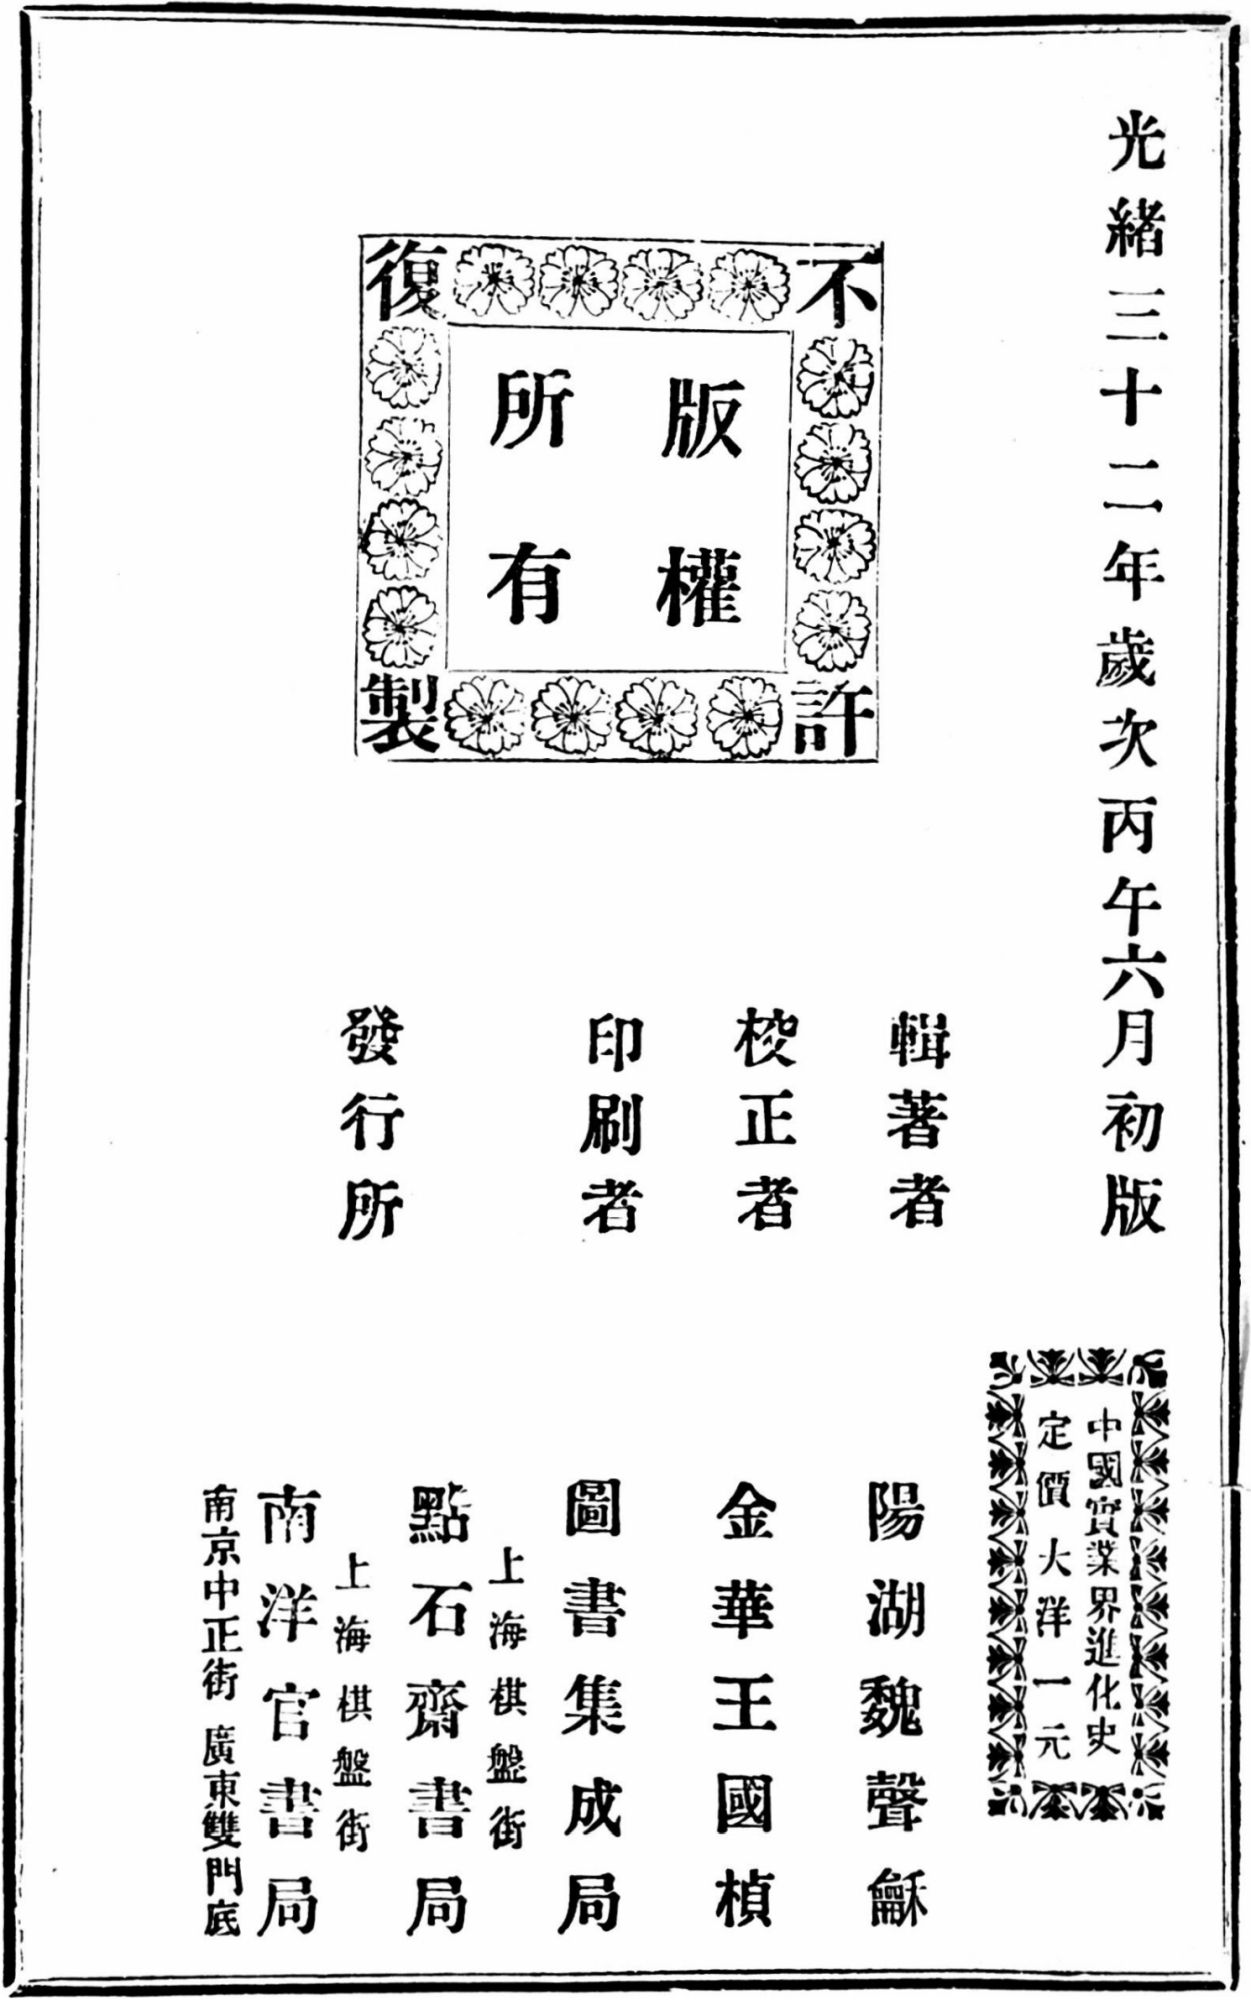 光緒三十二年歲次丙午六月初版
中國實業界進化史
定價大洋一元
不許復製
版權所有
輯著者 陽湖魏聲龢
校正者 金華王國楨
印刷者 圖書集成局
上海棋盤街
發行所 點石齋書局
上海棋盤街
南洋官書局
南京中正街 廣東雙門底